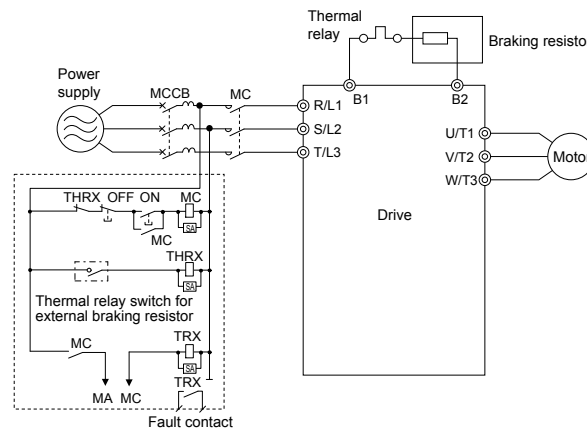 Thermal
relay
Braking resistor
B1
B2
Power
supply
MCCB
MC
R/L1
S/L2
T/L3
U/T1
V/T2
W/T3
Motor
Drive
THRX
OFF
ON
MC
SA
MC
THRX
SA
Thermal relay switch for
external braking resistor
TRX
MC
SA
MA
MC
TRX
Fault contact